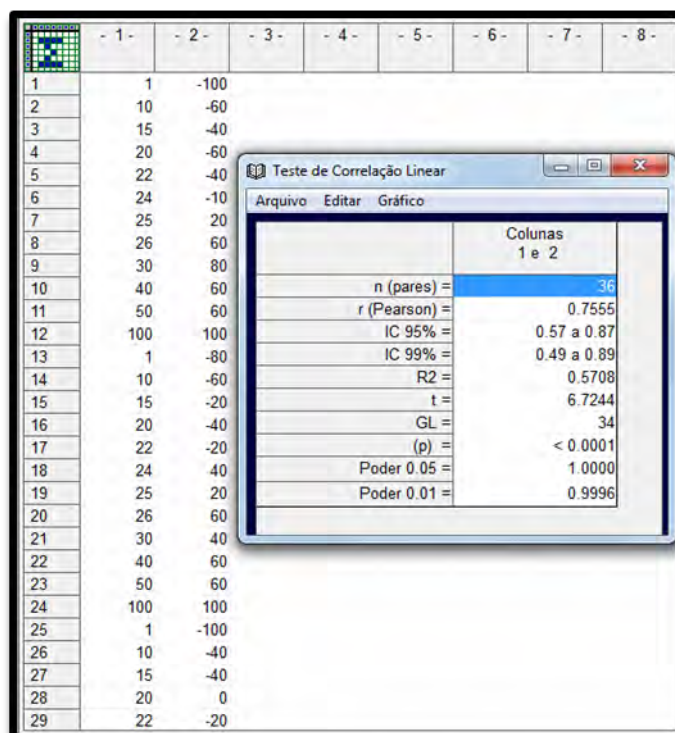 - 1 - - 2 - - 3 - - 4 - - 5 - - 6 - - 7 - - 8 -
1 1 -100
2 10 -60
3 15 -40
4 20 -60
5 22 -40
6 24 -10
7 25 20
8 26 60
9 30 80
10 40 60
11 50 60
12 100 100
13 1 -80
14 10 -60
15 15 -20
16 20 -40
17 22 -20
18 24 40
19 25 20
20 26 60
21 30 40
22 40 60
23 50 60
24 100 100
25 1 -100
26 10 -40
27 15 -40
28 20 0
29 22 -20
Teste de Correlação Linear
Arquivo Editar Gráfico
Colunas
1 e 2
n (pares) = 36
r (Pearson) = 0.7555
IC 95% = 0.57 a 0.87
IC 99% = 0.49 a 0.89
R2 = 0.5708
t = 6.7244
GL = 34
(p) = < 0.0001
Poder 0.05 = 1.0000
Poder 0.01 = 0.9996